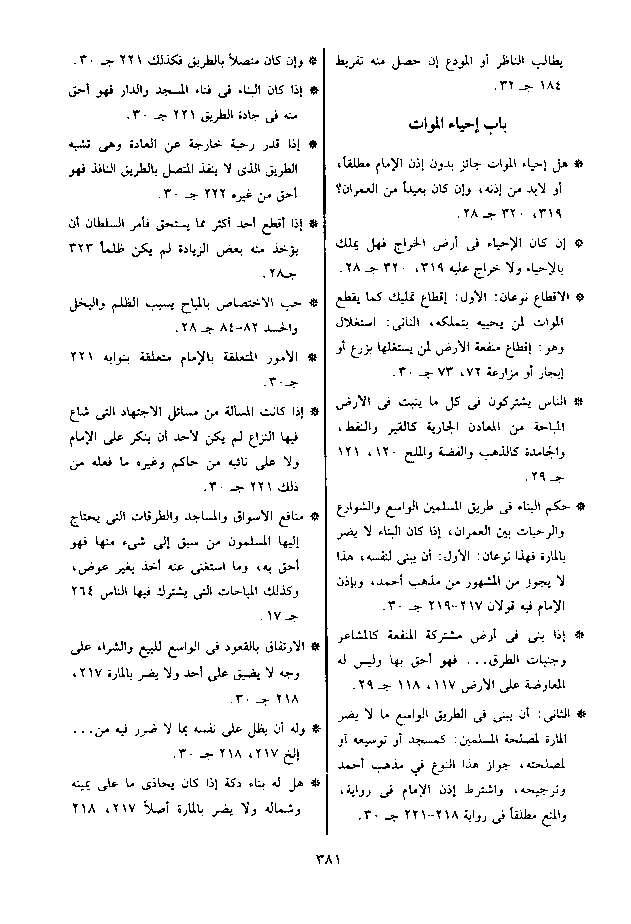 يطالب الناظر أو المودع إن حصل منه تفريط
١٨٤ جـ ٣٢.
باب إحياء الموات
* هل إحياء الموات جائز بدون إذن الإمام مطلقاً،
أو لابد من إذنه، وإن كان بعيداً من العمران؟
٣١٩، ٣٢٠ جـ ٢٨.
* إن كان الإحياء فى أرض الخراج فهل يملك
بالإحياء ولا خراج عليه ٣١٩، ٣٢٠ جـ ٢٨.
* الاقطاع نوعان: الأول: إقطاع تمليك كما يقطع
الموات لمن يحييه بتملكه، الثانى: استغلال
وهو: إقطاع منفعة الأرض لمن يستغلها بزرع أو
إيجار أو مزارعة ٧٢، ٧٣ جـ ٣٠.
* الناس يشتركون فى كل ما ينبت فى الأرض
المباحة من المعادن الجارية كالقير والنفط،
والجامدة كالذهب والفضة والملح ١٢٠، ١٢١
جـ ٢٩.
* حكم البناء فى طريق المسلمين الواسع والشوارع
والرحبات بين العمران، إذا كان البناء لا يضر
بالمارة فهذا نوعان: الأول: أن يبنى لنفسه، هذا
لا يجوز من المشهور من مذهب أحمد، وبإذن
الإمام فيه قولان ٢١٧-٢١٩ جـ ٣٠.
* إذا بنى فى أرض مشتركة المنفعة كالمشاعر
وجنبات الطرق... فهو أحق بها وليس له
المعاوضة على الأرض ١١٧، ١١٨ جـ ٢٩.
* الثانى: أن يبنى فى الطريق الواسع ما لا يضر
المارة لمصلحة المسلمين: كمسجد أو توسيعه أو
لمصلحته، جواز هذا النوع في مذهب أحمد
وترجيحه، واشترط إذن الإمام فى رواية،
والمنع مطلقاً فى رواية ٢١٨-٢٢١ جـ ٣٠.
* وإن كان متصلاً بالطريق فكذلك ٢٢١ جـ ٣٠.
* إذا كان البناء فى فناء المسجد والدار فهو أحق
منه فى جادة الطريق ٢٢١ جـ ٣٠.
* إذا قدر رحبة خارجة عن العادة وهى تشبه
الطريق الذى لا ينفذ المتصل بالطريق النافذ فهو
أحق من غيره ٢٢٢ جـ ٣٠.
* إذا أقطع أحد أكثر مما يستحق فأمر السلطان أن
يؤخذ منه بعض الزيادة لم يكن ظلماً ٣٢٣
جـ٢٨.
* حب الاختصاص بالمباح يسبب الظلم والبخل
والحسد ٨٢-٨٤ جـ ٢٨.
* الأمور المتعلقة بالإمام متعلقة بنوابه ٢٢١
جـ٣٠.
* إذا كانت المسألة من مسائل الاجتهاد التى شاع
فيها النزاع لم يكن لأحد أن ينكر على الإمام
ولا على نائبه من حاكم وغيره ما فعله من
ذلك ٢٢١ جـ ٣٠.
* منافع الأسواق والمساجد والطرقات التى يحتاج
إليها المسلمون من سبق إلى شىء منها فهو
أحق به، وما استغنى عنه أخذ بغير عوض،
وكذلك المباحات التى يشترك فيها الناس ٢٦٤
جـ ١٧.
* الارتفاق بالقعود فى الواسع للبيع والشراء على
وجه لا يضيق على أحد ولا يضر بالمارة ٢١٧،
٢١٨ جـ ٣٠.
* وله أن يظل على نفسه بما لا ضرر فيه من...
إلخ ٢١٧، ٢١٨ جـ ٣٠.
* هل له بناء دكة إذا كان يحاذى ما على يمينه
وشماله ولا يضر بالمارة أصلاً ٢١٧، ٢١٨
٣٨١